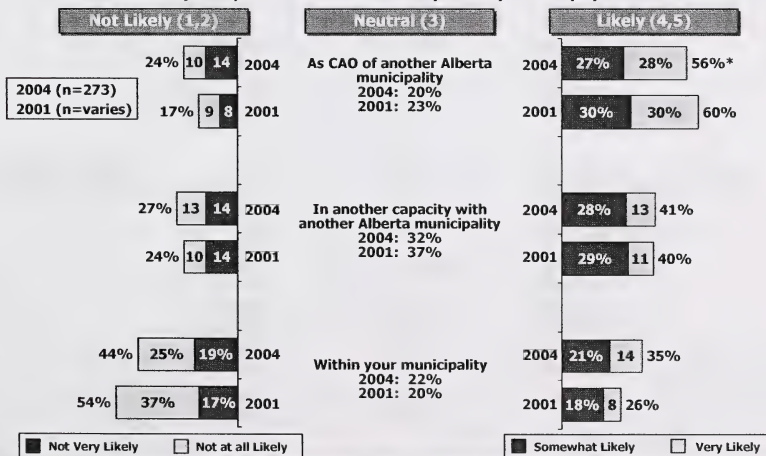 Not Likely (1,2) Neutral (3) Likely (4,5)
24% 10 14 2004 As CAO of another Alberta municipality 2004 27% 28% 56%*
2004: 20%
2004 (n=273)
2001 (n=varies)
17% 9 8 2001 2001: 23% 2001 30% 30% 60%
27% 13 14 2004 In another capacity with another Alberta municipality 2004 28% 13 41%
2004: 32%
24% 10 14 2001 2001: 37% 2001 29% 11 40%
44% 25% 19% 2004 Within your municipality 2004 21% 14 35%
2004: 22%
54% 37% 17% 2001 2001: 20% 2001 18% 8 26%
Not Very Likely Not at all Likely Somewhat Likely Very Likely